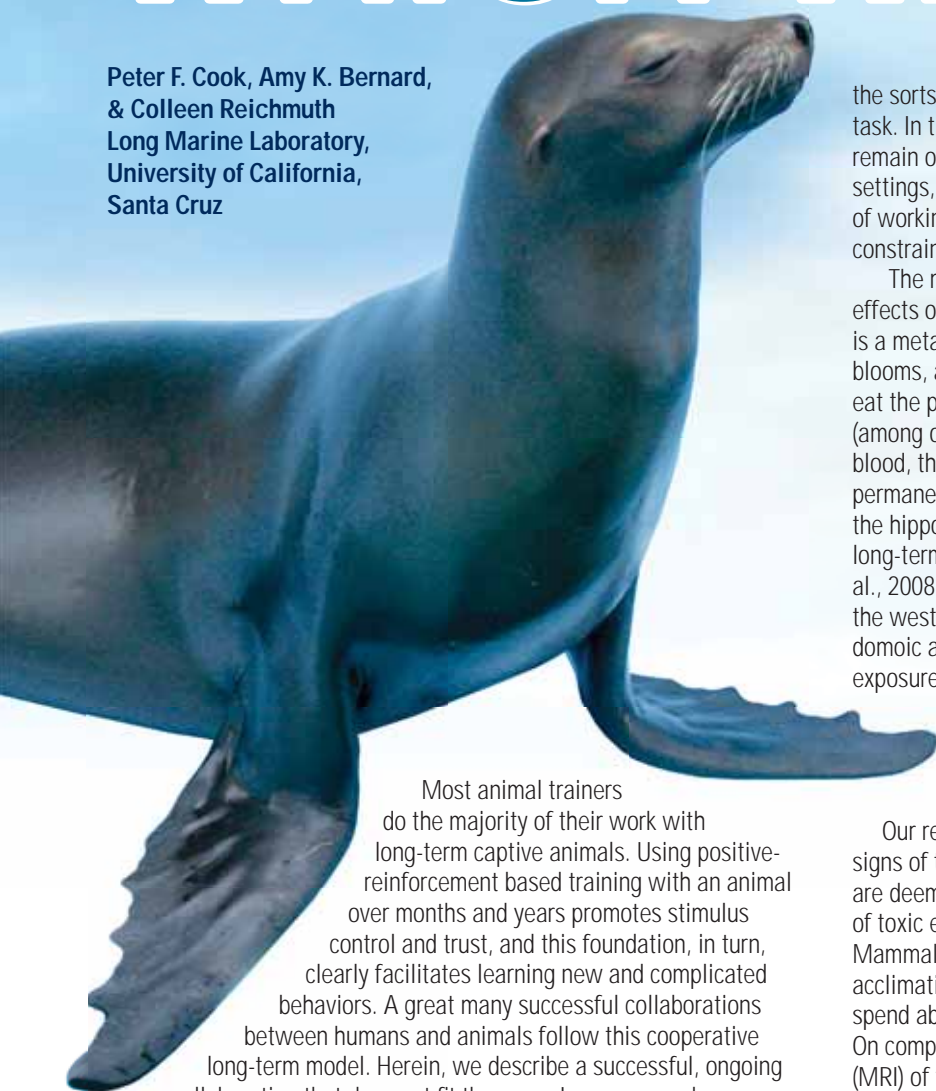 Peter F. Cook, Amy K. Bernard,
& Colleen Reichmuth
Long Marine Laboratory,
University of California,
Santa Cruz
Most animal trainers
do the majority of their work with
long-term captive animals. Using positive-
reinforcement based training with an animal
over months and years promotes stimulus
control and trust, and this foundation, in turn,
clearly facilitates learning new and complicated
behaviors. A great many successful collaborations
between humans and animals follow this cooperative
long-term model. Herein, we describe a successful, ongoing
that does not fit the
the sorts
task. In t
remain o
settings,
of workin
constrain
The r
effects o
is a meta
blooms, a
eat the p
(among o
blood, th
permane
the hippo
long-term
al., 2008
the west
domoic a
exposure
Our re
signs of t
are deem
of toxic e
Mammal
acclimati
spend ab
On comp
(MRI) of